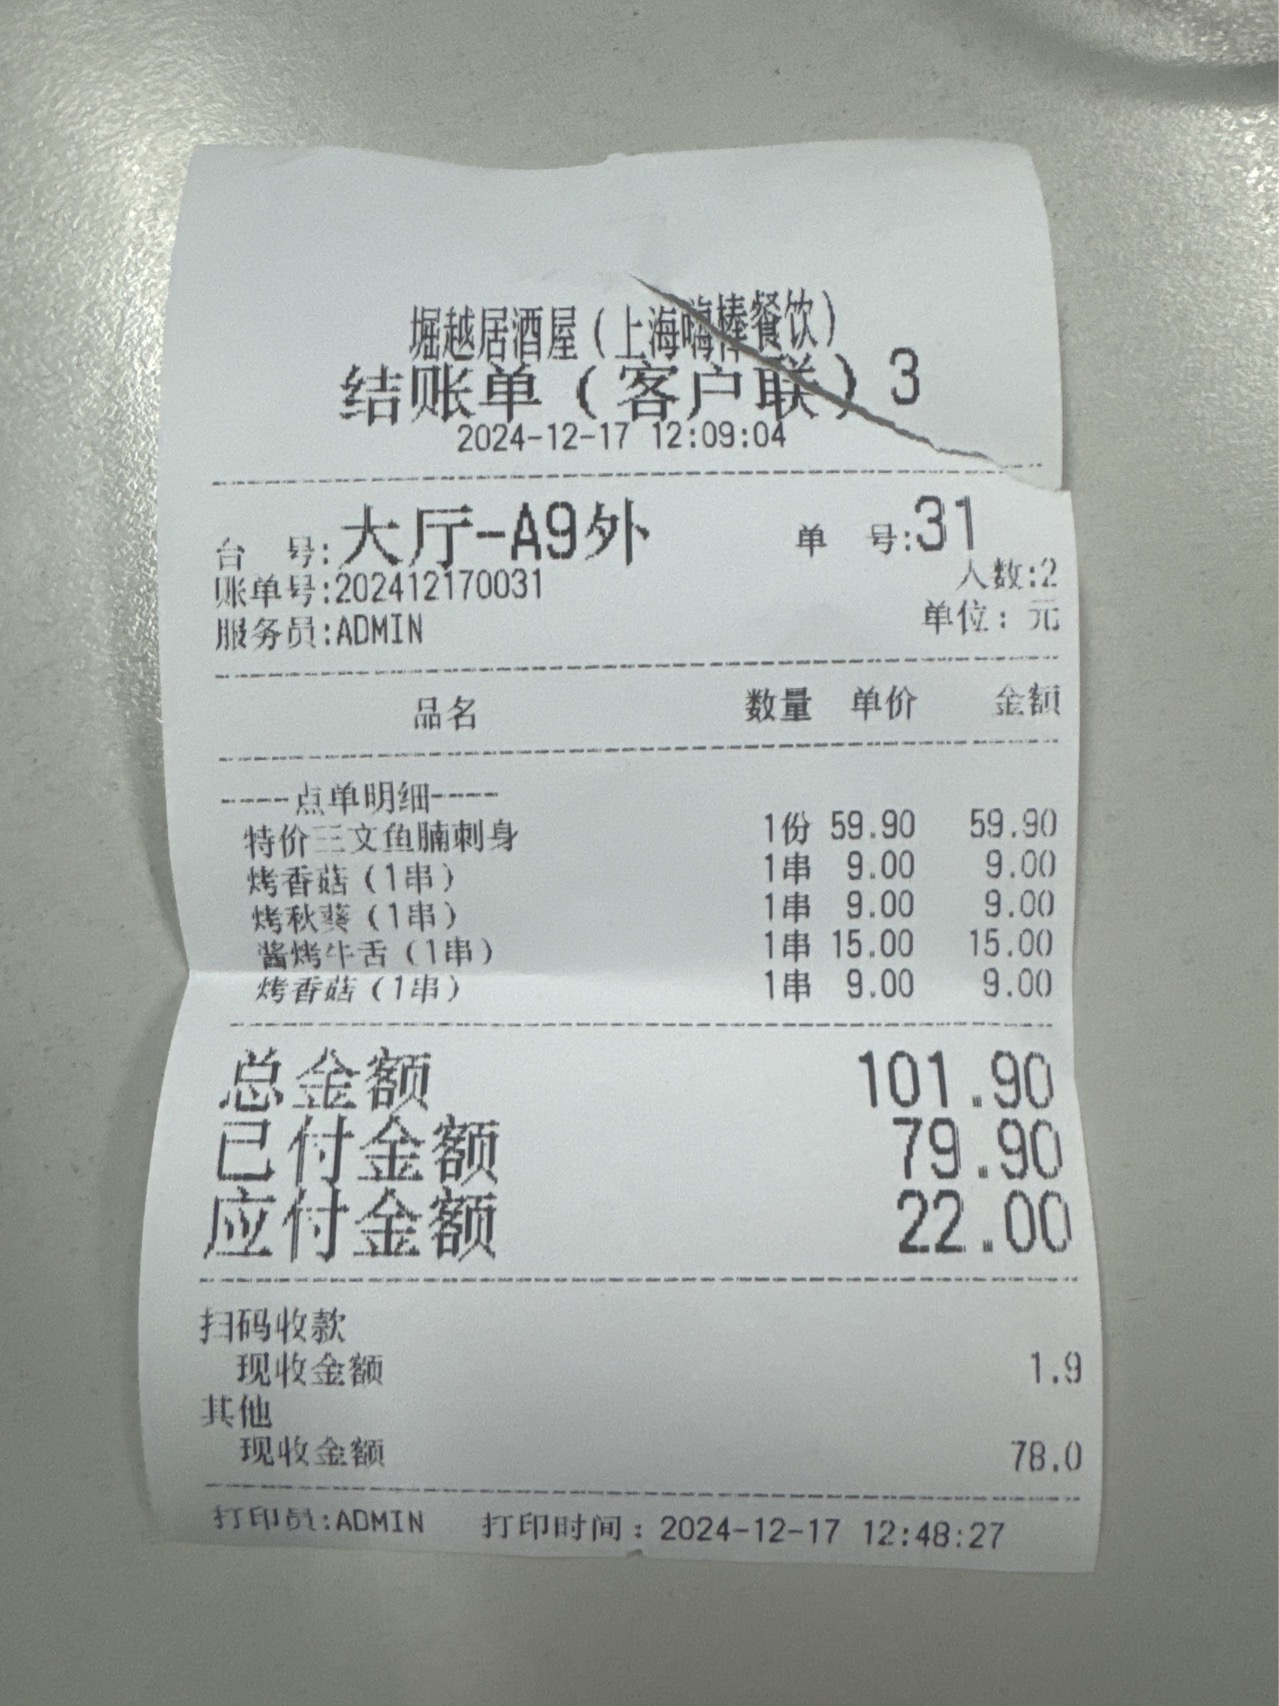 堀越居酒屋（上海嗨棒餐饮）
结账单（客户联）3
2024-12-17 12:09:04
台 号:大厅-A9外 单 号:31
人数:2
账单号:202412170031
单位：元
服务员:ADMIN
品名 数量 单价 金额
----点单明细----
特价三文鱼腩刺身 1份 59.90 59.90
烤香菇（1串） 1串 9.00 9.00
烤秋葵（1串） 1串 9.00 9.00
酱烤牛舌（1串） 1串 15.00 15.00
烤香菇（1串） 1串 9.00 9.00
总金额 101.90
已付金额 79.90
应付金额 22.00
扫码收款
现收金额 1.9
其他
现收金额 78.0
打印员:ADMIN 打印时间：2024-12-17 12:48:27